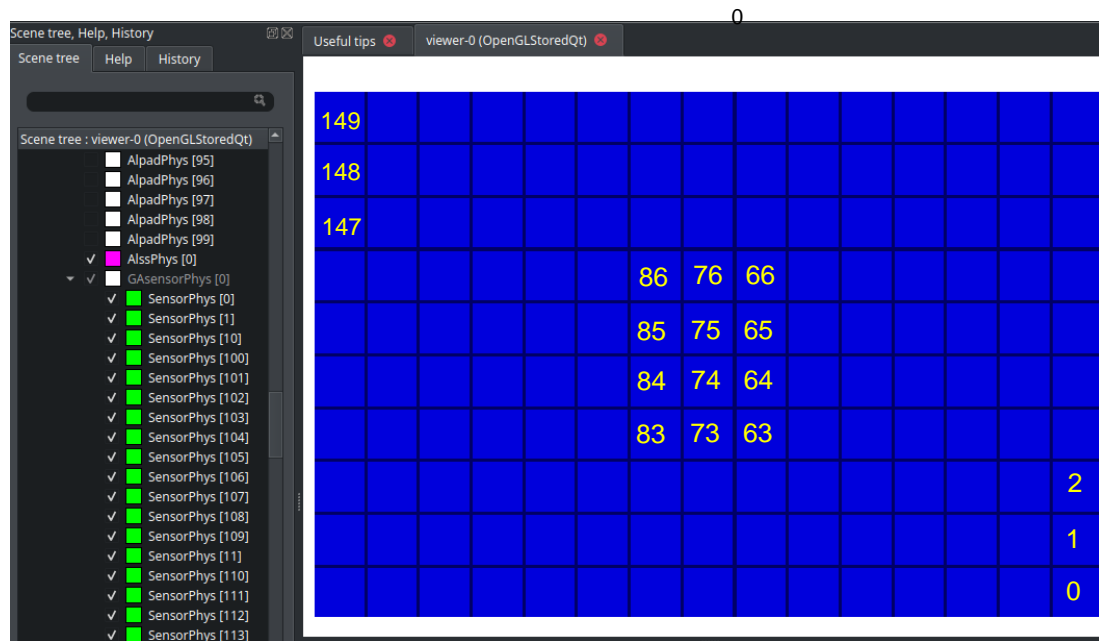 0
Scene tree, Help, History
Useful tips
viewer-0 (OpenGLStoredQt)
Scene tree
Help
History
Scene tree : viewer-0 (OpenGLStoredQt)
AlpadPhys [95]
AlpadPhys [96]
AlpadPhys [97]
AlpadPhys [98]
AlpadPhys [99]
AlssPhys [0]
GAsensorPhys [0]
SensorPhys [0]
SensorPhys [1]
SensorPhys [10]
SensorPhys [100]
SensorPhys [101]
SensorPhys [102]
SensorPhys [103]
SensorPhys [104]
SensorPhys [105]
SensorPhys [106]
SensorPhys [107]
SensorPhys [108]
SensorPhys [109]
SensorPhys [11]
SensorPhys [110]
SensorPhys [111]
SensorPhys [112]
SensorPhys [113]
149
148
147
86 76 66
85 75 65
84 74 64
83 73 63
2
1
0